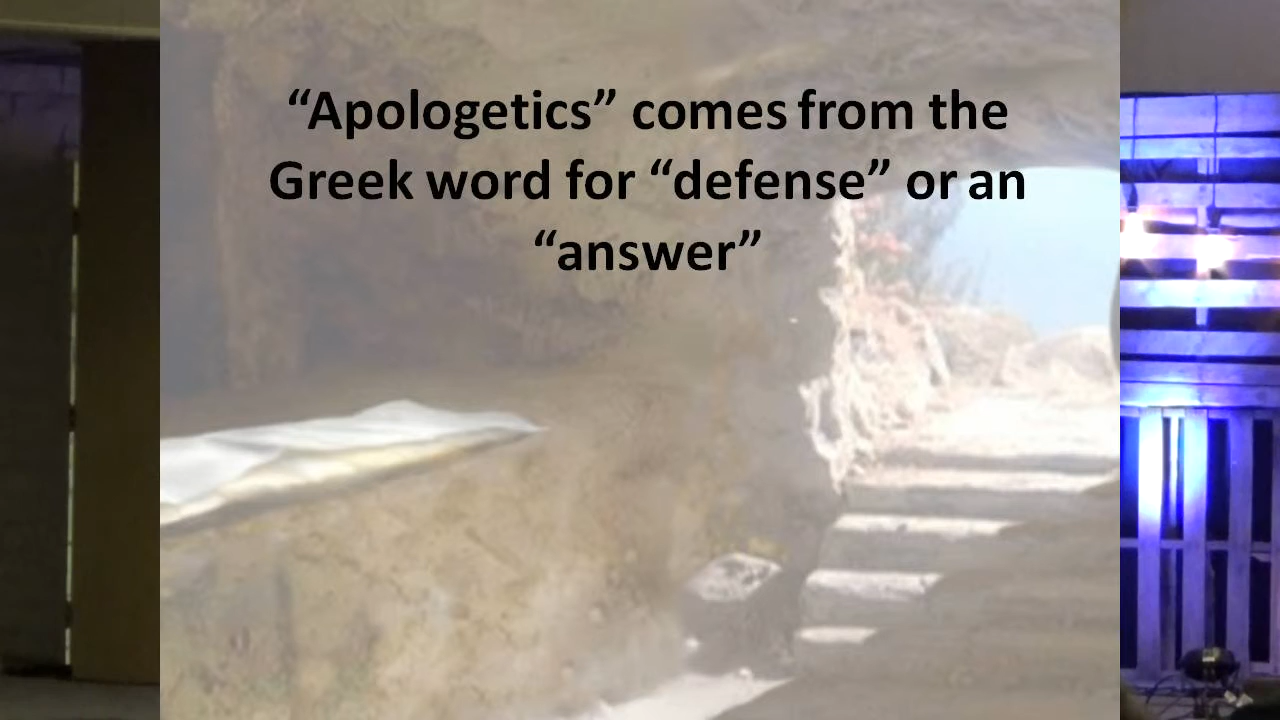 “Apologetics” comes from the
Greek word for “defense” or an
“answer”